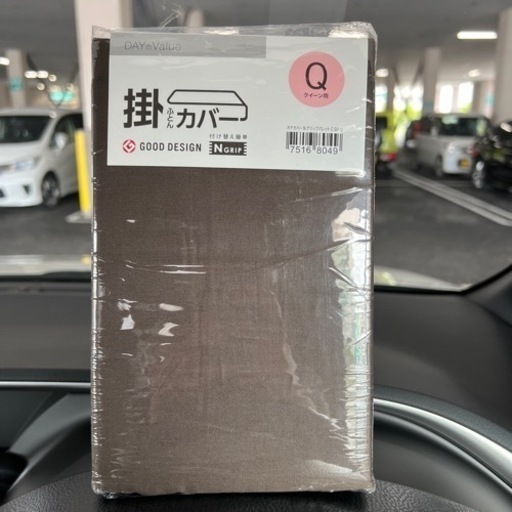 DAY&Value
Q
クイーン用
掛ふとんカバー
付け替え簡単
GOOD DESIGN
N GRIP
7516 8049